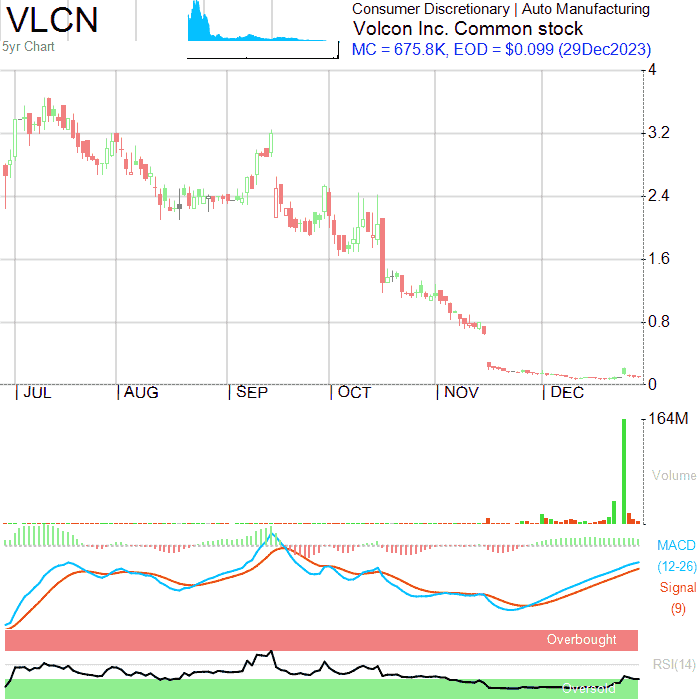 VLCN
5yr Chart
Consumer Discretionary | Auto Manufacturing
Volcon Inc. Common stock
MC = 675.8K, EOD = $0.099 (29Dec2023)
4
3.2
2.4
1.6
0.8
0
JUL AUG SEP OCT NOV DEC
164M
Volume
MACD
(12-26)
Signal
(9)
Overbought
RSI(14)
Oversold